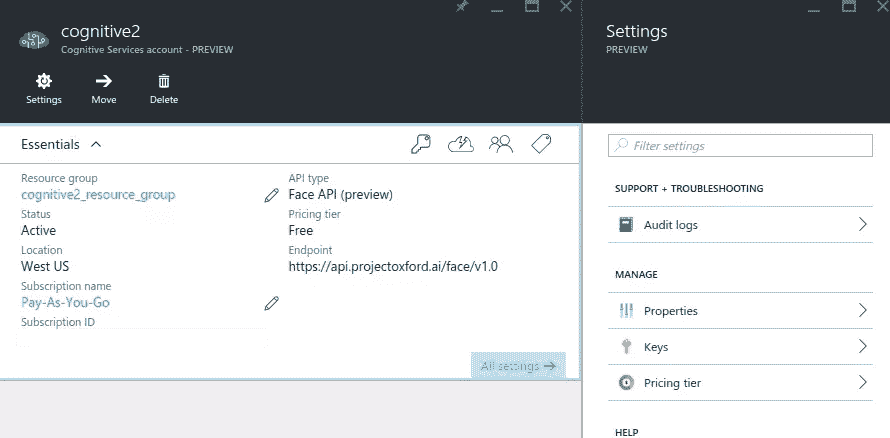 cognitive2
Cognitive Services account - PREVIEW
Settings
Move
Delete
Essentials
Resource group
cognitive2_resource_group
Status
Active
Location
West US
Subscription name
Pay-As-You-Go
Subscription ID
API type
Face API (preview)
Pricing tier
Free
Endpoint
https://api.projectoxford.ai/face/v1.0
All settings
Settings
PREVIEW
Filter settings
SUPPORT + TROUBLESHOOTING
Audit logs
MANAGE
Properties
Keys
Pricing tier
HELP